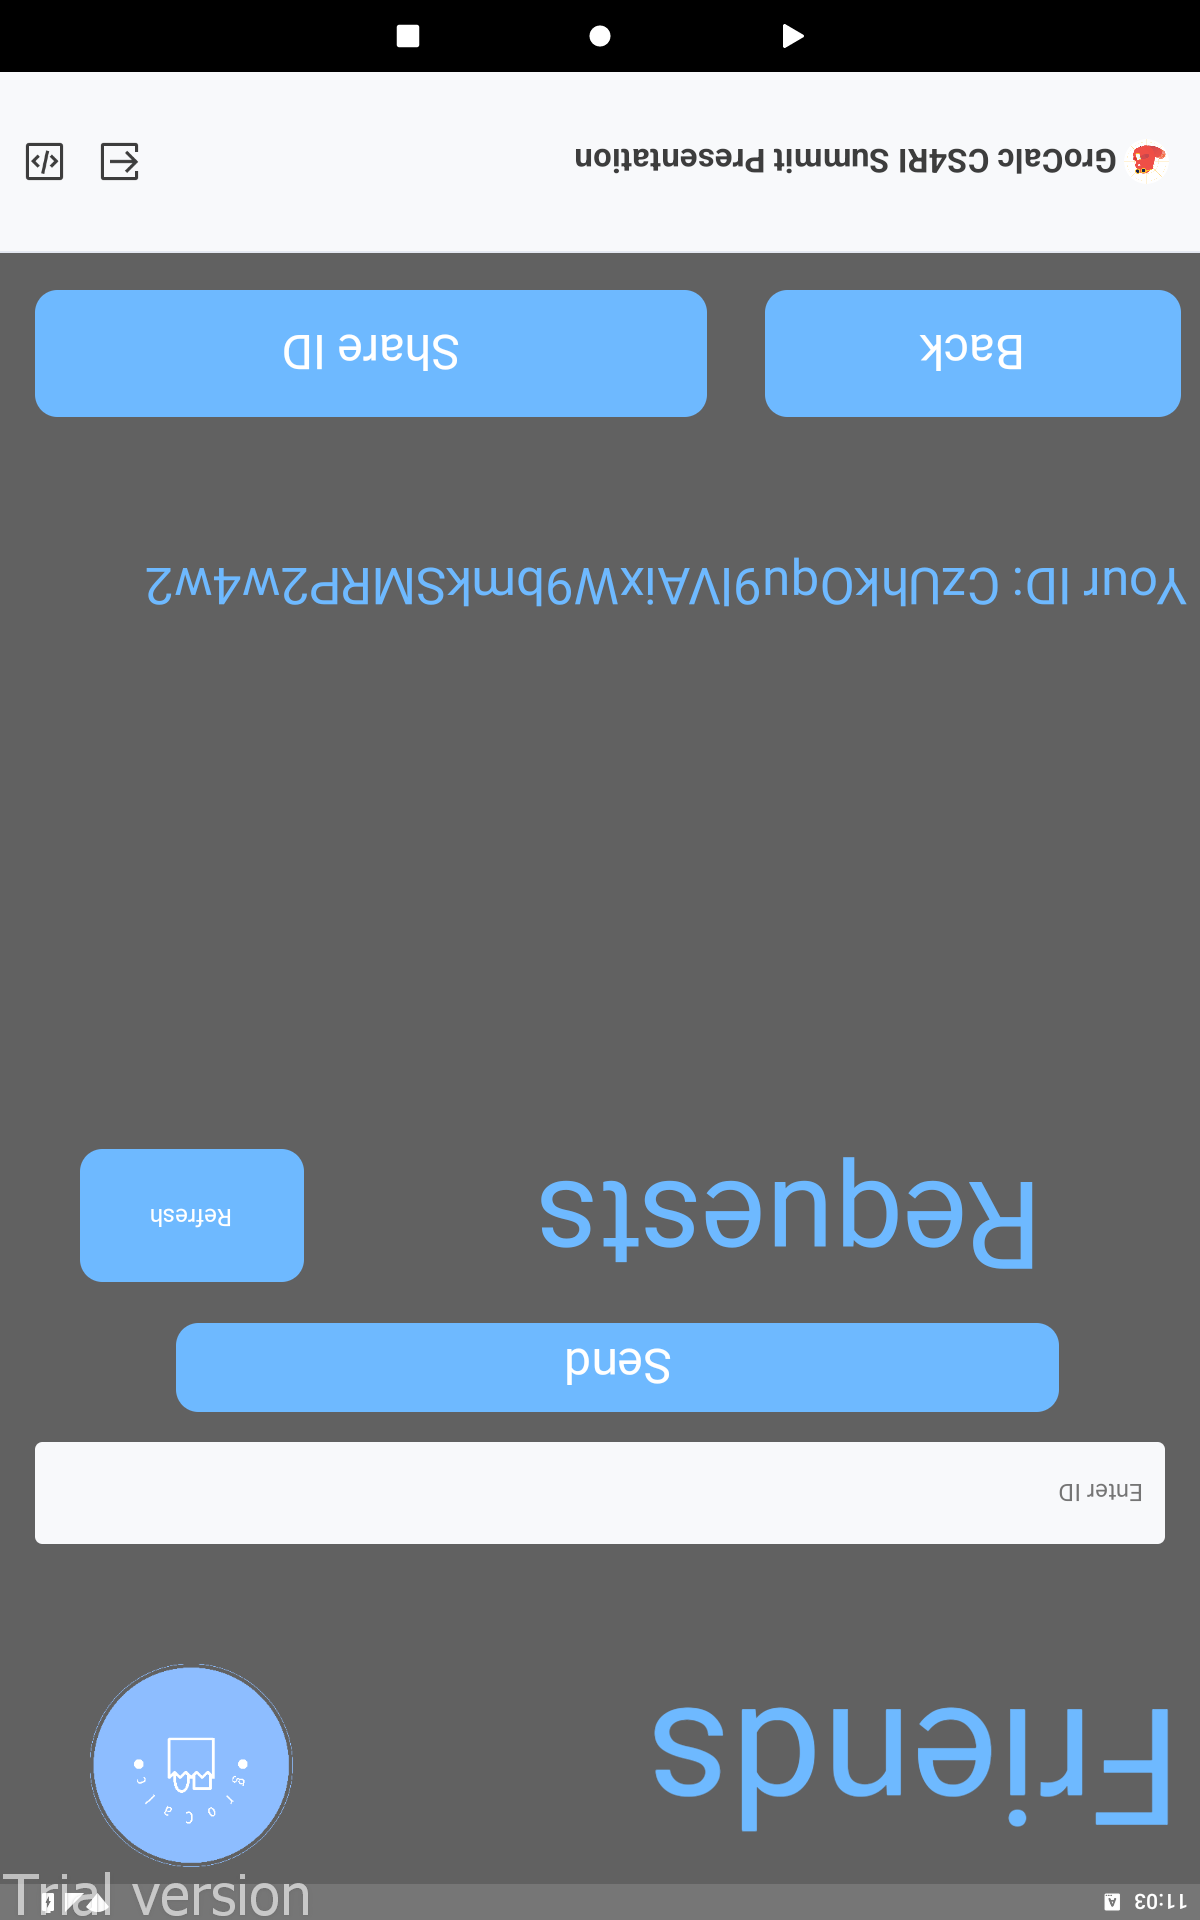 11:03
Friends
groCalc
Enter ID
Send
Requests
Refresh
Your ID: CzUhkOqu9lVAixW9bmkSMRP2w4w2
Back
Share ID
GroCalc CS4RI Summit Presentation
Trial version